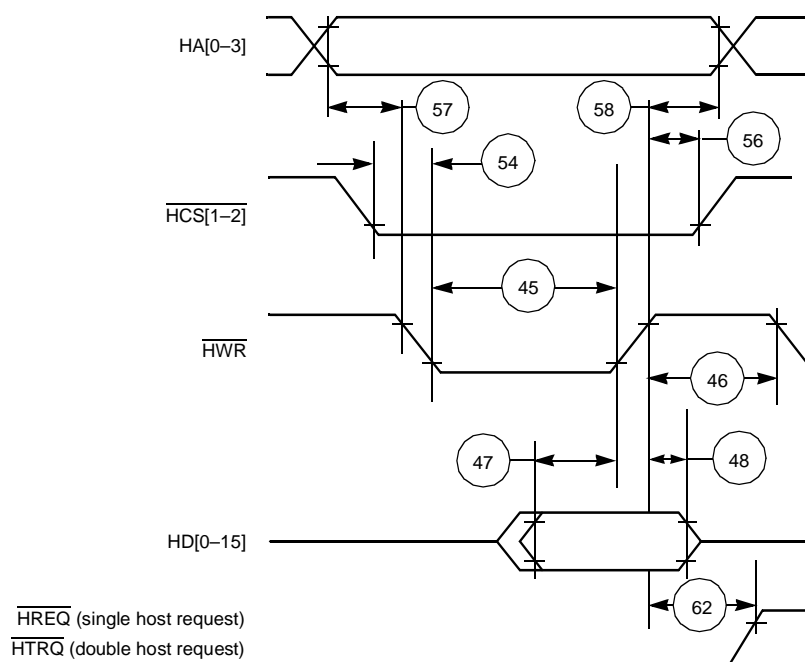 HA[0–3]
57
58
56
54
HCS[1–2]
45
HWR
46
47
48
HD[0–15]
62
HREQ (single host request)
HTRQ (double host request)